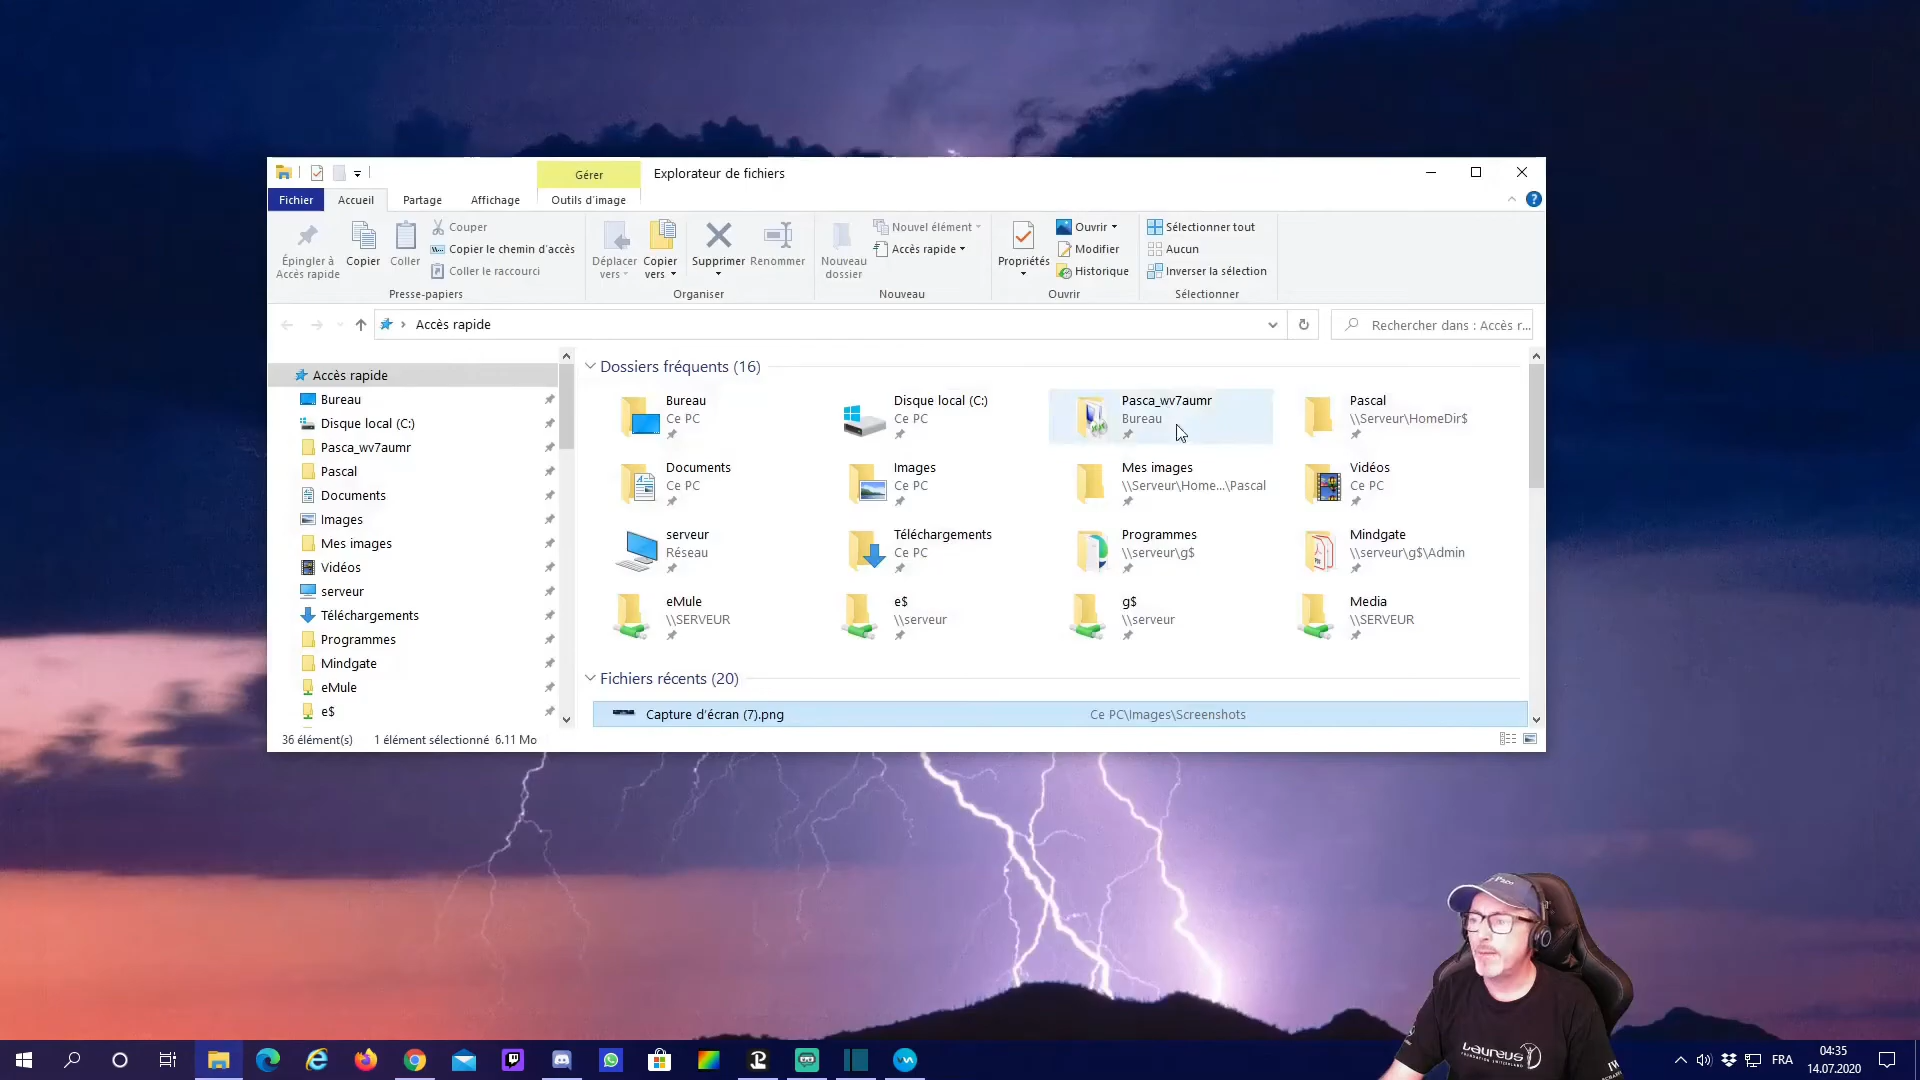 Gérer
Explorateur de fichiers
Fichier
Accueil
Partage
Affichage
Outils d'image
Épingler à
Accès rapide
Copier
Coller
Couper
Copier le chemin d'accès
Coller le raccourci
Presse-papiers
Déplacer
vers
Copier
vers
Supprimer
Renommer
Organiser
Nouveau
dossier
Nouvel élément
Accès rapide
Nouveau
Propriétés
Ouvrir
Modifier
Historique
Ouvrir
Sélectionner tout
Aucun
Inverser la sélection
Sélectionner
Accès rapide
Rechercher dans : Accès r...
Accès rapide
Bureau
Disque local (C:)
Pasca_wv7aumr
Pascal
Documents
Images
Mes images
Vidéos
serveur
Téléchargements
Programmes
Mindgate
eMule
e$
Dossiers fréquents (16)
Bureau
Ce PC
Disque local (C:)
Ce PC
Pasca_wv7aumr
Bureau
Pascal
\\Serveur\HomeDir$
Documents
Ce PC
Images
Ce PC
Mes images
\\Serveur\Home...\Pascal
Vidéos
Ce PC
serveur
Réseau
Téléchargements
Ce PC
Programmes
\\serveur\g$
Mindgate
\\serveur\g$\Admin
eMule
\\SERVEUR
e$
\\serveur
g$
\\serveur
Media
\\SERVEUR
Fichiers récents (20)
Capture d'écran (7).png
Ce PC\Images\Screenshots
36 élément(s)
1 élément sélectionné 6.11 Mo
LAUREUS
FRA
04:35
14.07.2020